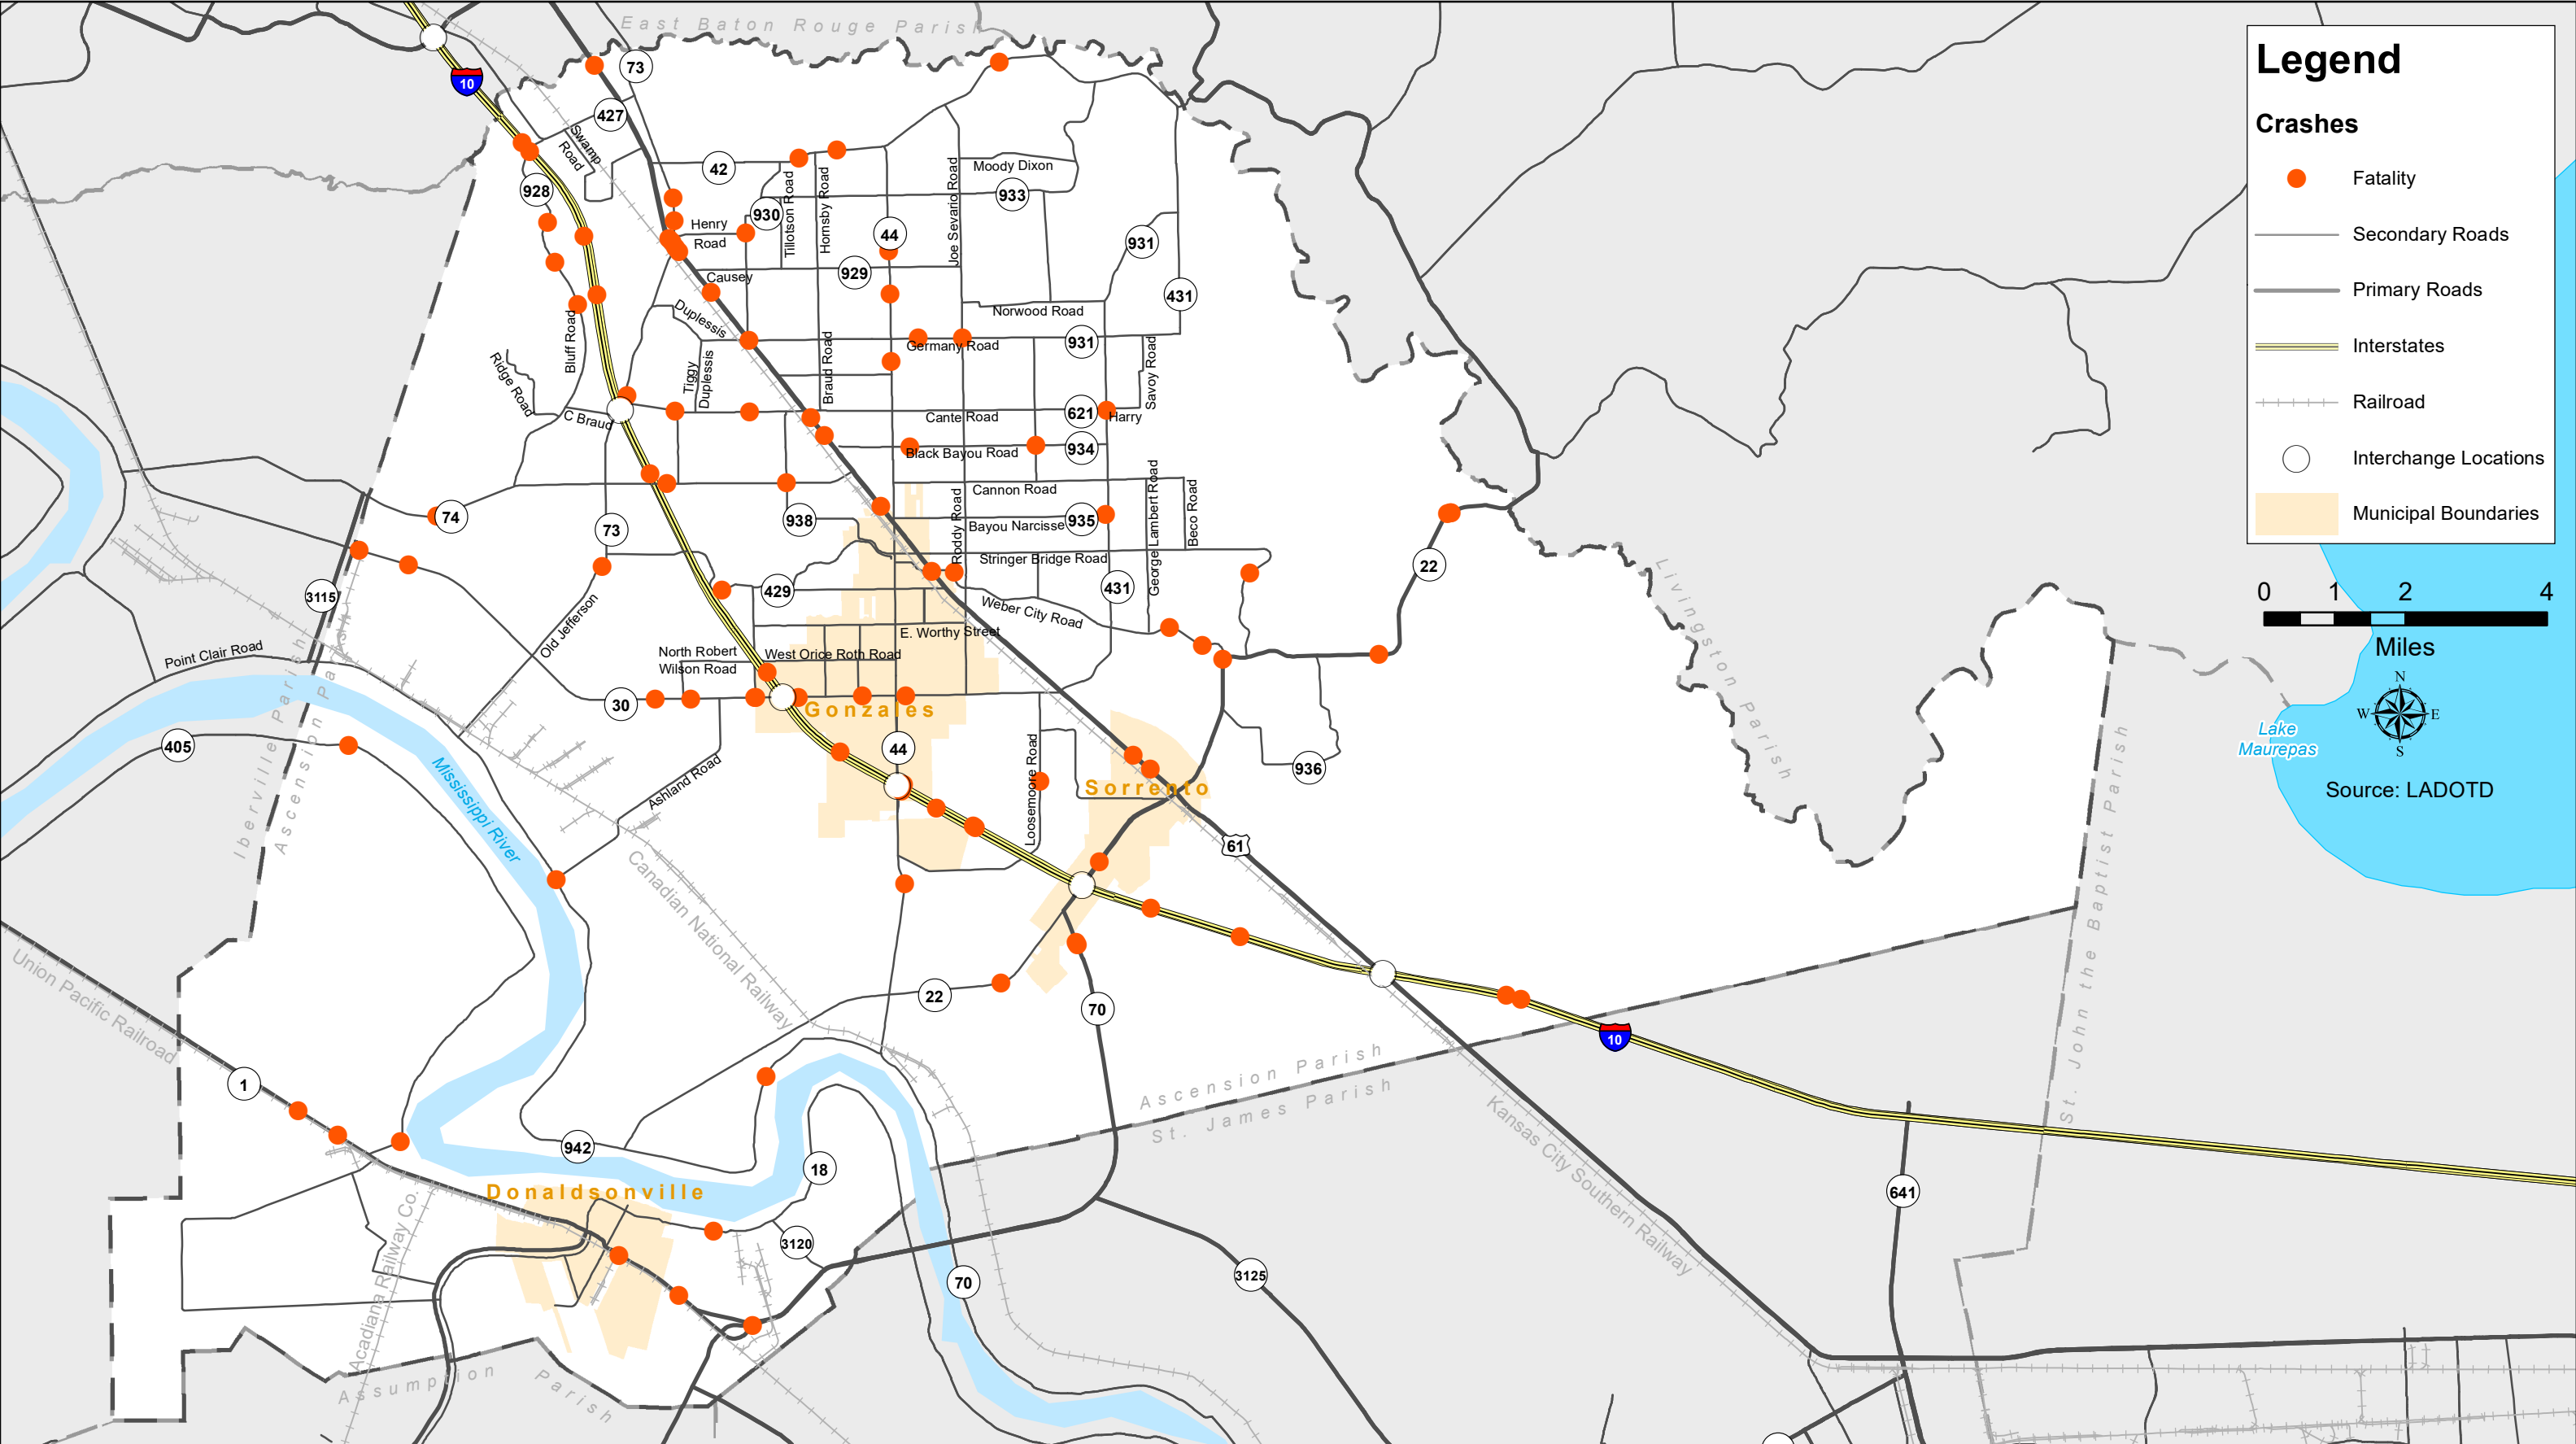 East Baton Rouge Parish
Legend
Crashes
Fatality
Secondary Roads
Primary Roads
Interstates
Railroad
Interchange Locations
Municipal Boundaries
0 1 2 4
Miles
N
W E
S
Source: LADOTD
Lake
Maurepas
73
10
427
Swamp
Road
42
Moody Dixon
928
933
930
Tillotson Road
Hornsby Road
Joe Sevario Road
Henry
Road
44
931
929
Causey
431
Duplessis
Norwood Road
Bluff Road
Germany Road
931
Ridge Road
Tiggy
Duplessis
Braud Road
Savoy Road
C Braud
Cante Road
621
Harry
Black Bayou Road
934
Cannon Road
74
73
938
Roddy Road
Bayou Narcisse
935
George Lambert Road
Beco Road
Stringer Bridge Road
22
3115
429
431
Weber City Road
Livingston Parish
Old Jefferson
E. Worthy Street
Point Clair Road
North Robert
Wilson Road
West Orice Roth Road
30
Gonzales
405
Iberville Parish
Ascension Parish
Mississippi River
Ashland Road
44
Loosemoore Road
Sorrento
936
61
Canadian National Railway
St. John the Baptist Parish
Union Pacific Railroad
22
70
10
Ascension Parish
St. James Parish
1
942
18
Kansas City Southern Railway
641
Donaldsonville
3120
Acadiana Railway Co.
70
3125
Assumption Parish